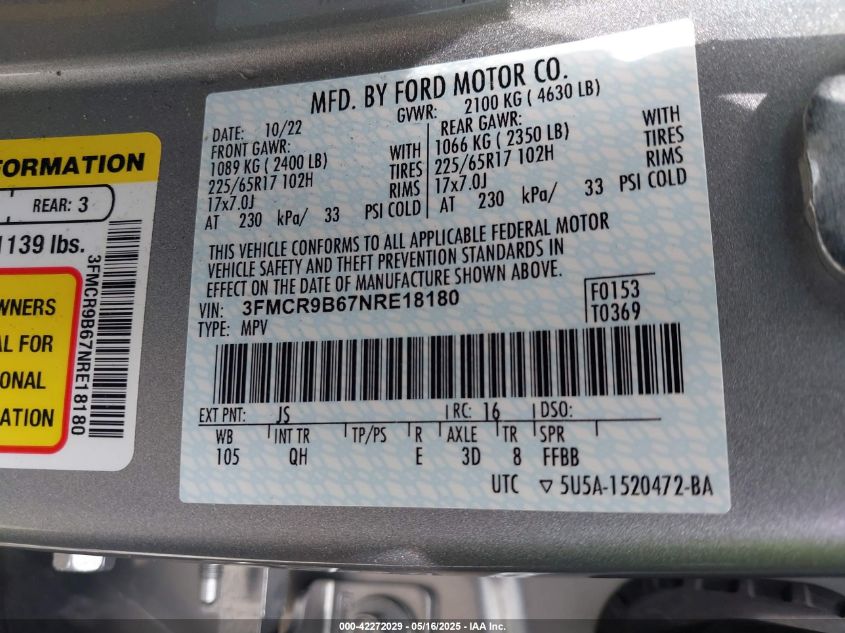 MFD. BY FORD MOTOR CO.
DATE: 10/22
GVWR: 2100 KG ( 4630 LB)
FRONT GAWR:
1089 KG ( 2400 LB)
225/65R17 102H
17x7.0J
WITH
TIRES
RIMS
AT 230 kPa/ 33 PSI COLD
REAR GAWR:
1066 KG ( 2350 LB)
225/65R17 102H
17x7.0J
WITH
TIRES
RIMS
AT 230 kPa/ 33 PSI COLD
THIS VEHICLE CONFORMS TO ALL APPLICABLE FEDERAL MOTOR
VEHICLE SAFETY AND THEFT PREVENTION STANDARDS IN
EFFECT ON THE DATE OF MANUFACTURE SHOWN ABOVE.
VIN: 3FMCR9B67NRE18180
TYPE: MPV
F0153
T0369
EXT PNT: JS RC: 16 DSO:
WB INT TR TP/PS R AXLE TR SPR
105 QH E 3D 8 FFBB
UTC 5U5A-1520472-BA
FORMATION
REAR: 3
1139 lbs.
3FMCR9B67NRE18180
OWNERS
AL FOR
ONAL
ATION
000-42272029 - 05/16/2025 - IAA, Inc.